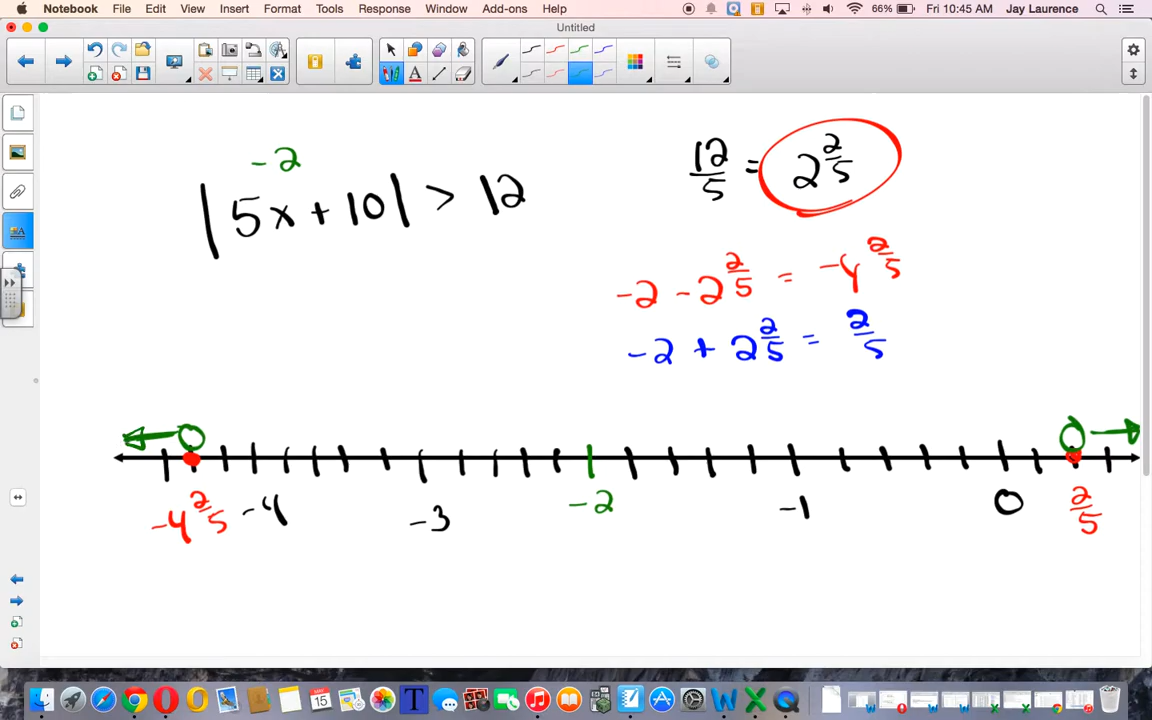 Notebook File Edit View Insert Format Tools Response Window Add-ons Help 66% Fri 10:45 AM Jay Laurence
Untitled
-2
|5x + 10| > 12
12/5 = 2 2/5
-2 - 2 2/5 = -4 2/5
-2 + 2 2/5 = 2/5
-4 2/5 -4 -3 -2 -1 0 2/5